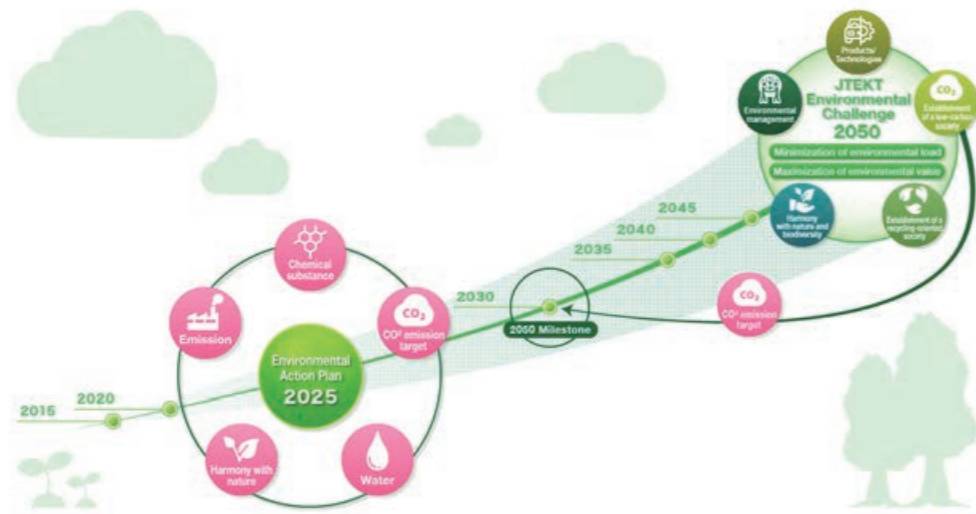 Products/
Technologies
JTEKT
Environmental
Challenge
2050
Environmental
management
CO₂
Establishment
of a low-carbon
society
Minimization of environmental load
Maximization of environmental value
Harmony
with nature and
biodiversity
Establishment of a
recycling-oriented
society
2045
2040
2035
2030
2050 Milestone
CO₂
CO² emission
target
Chemical
substance
Emission
CO₂
CO² emission
target
Environmental
Action Plan
2025
2020
2015
Harmony with
nature
Water